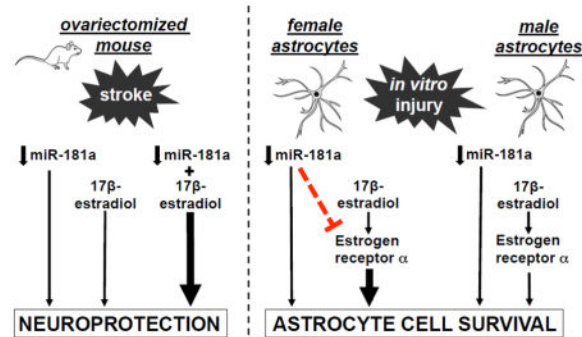 ovariectomized
mouse
stroke
miR-181a
17β-
estradiol
miR-181a
+
17β-
estradiol
NEUROPROTECTION
female
astrocytes
in vitro
injury
male
astrocytes
miR-181a
17β-
estradiol
Estrogen
receptor α
miR-181a
17β-
estradiol
Estrogen
receptor α
ASTROCYTE CELL SURVIVAL